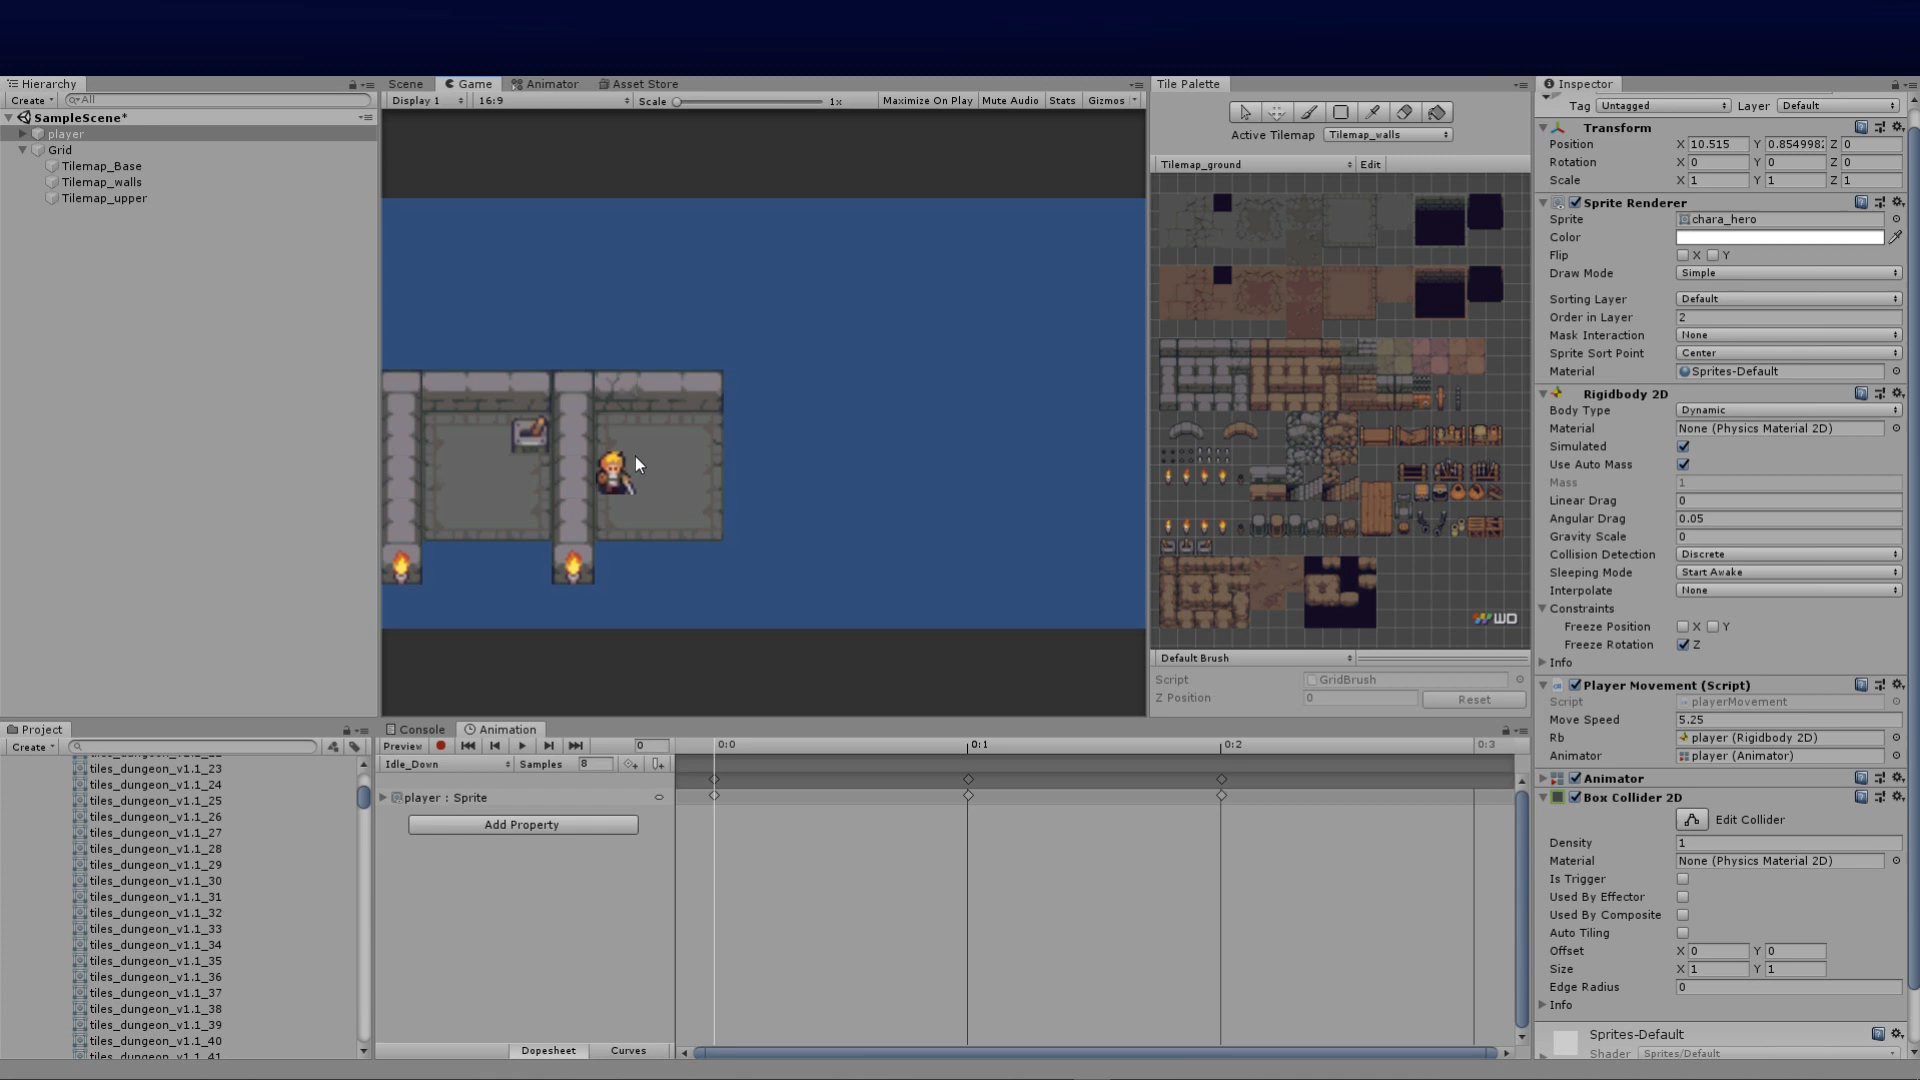 Hierarchy
Create
All
SampleScene*
player
Grid
Tilemap_Base
Tilemap_walls
Tilemap_upper
Scene
Game
Animator
Asset Store
Display 1
16:9
Scale
1x
Maximize On Play
Mute Audio
Stats
Gizmos
Tile Palette
Active Tilemap
Tilemap_walls
Tilemap_ground
Edit
WD
Default Brush
Script
GridBrush
Z Position
0
Reset
Inspector
Tag Untagged Layer Default
Transform
Position X 10.515 Y 0.854998 Z 0
Rotation X 0 Y 0 Z 0
Scale X 1 Y 1 Z 1
Sprite Renderer
Sprite chara_hero
Color
Flip X Y
Draw Mode Simple
Sorting Layer Default
Order in Layer 2
Mask Interaction None
Sprite Sort Point Center
Material Sprites-Default
Rigidbody 2D
Body Type Dynamic
Material None (Physics Material 2D)
Simulated
Use Auto Mass
Mass 1
Linear Drag 0
Angular Drag 0.05
Gravity Scale 0
Collision Detection Discrete
Sleeping Mode Start Awake
Interpolate None
Constraints
Freeze Position X Y
Freeze Rotation Z
Info
Player Movement (Script)
Script playerMovement
Move Speed 5.25
Rb player (Rigidbody 2D)
Animator player (Animator)
Animator
Box Collider 2D
Edit Collider
Density 1
Material None (Physics Material 2D)
Is Trigger
Used By Effector
Used By Composite
Auto Tiling
Offset X 0 Y 0
Size X 1 Y 1
Edge Radius 0
Info
Sprites-Default
Shader Sprites/Default
Project
Create
tiles_dungeon_v1.1_23
tiles_dungeon_v1.1_24
tiles_dungeon_v1.1_25
tiles_dungeon_v1.1_26
tiles_dungeon_v1.1_27
tiles_dungeon_v1.1_28
tiles_dungeon_v1.1_29
tiles_dungeon_v1.1_30
tiles_dungeon_v1.1_31
tiles_dungeon_v1.1_32
tiles_dungeon_v1.1_33
tiles_dungeon_v1.1_34
tiles_dungeon_v1.1_35
tiles_dungeon_v1.1_36
tiles_dungeon_v1.1_37
tiles_dungeon_v1.1_38
tiles_dungeon_v1.1_39
tiles_dungeon_v1.1_40
tiles_dungeon_v1.1_41
Console
Animation
Preview
0
0:0
0:1
0:2
0:3
Idle_Down
Samples 8
player : Sprite
Add Property
Dopesheet
Curves